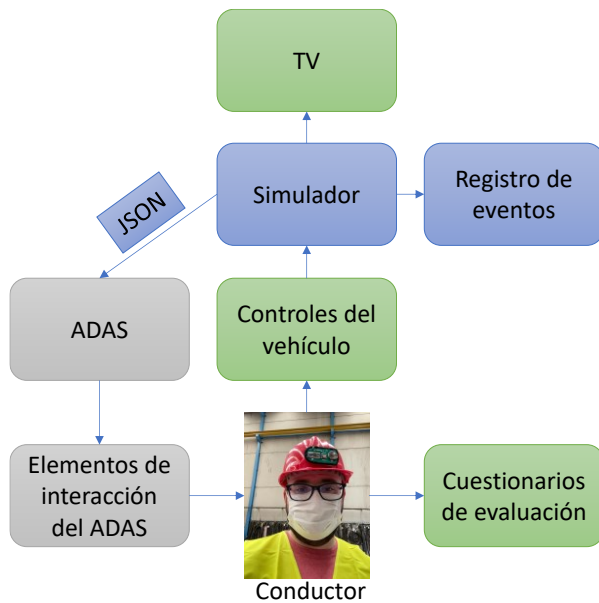 TV
Simulador
Registro de
eventos
JSON
ADAS
Controles del
vehículo
Elementos de
interacción
del ADAS
Cuestionarios
de evaluación
Conductor